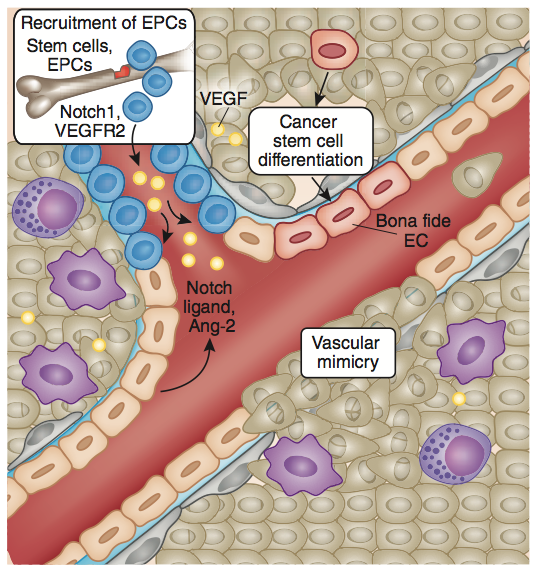 Recruitment of EPCs
Stem cells,
EPCs
Notch1,
VEGFR2
VEGF
Cancer
stem cell
differentiation
Bona fide
EC
Notch
ligand,
Ang-2
Vascular
mimicry